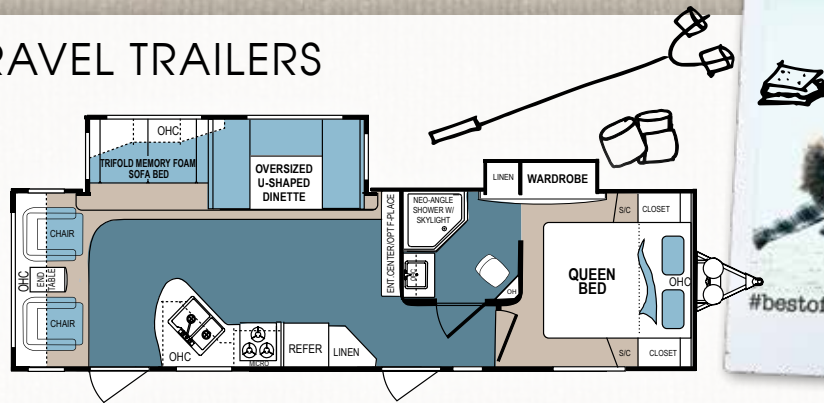 RAVEL TRAILERS
OHC
TRIFOLD MEMORY FOAM
SOFA BED
OVERSIZED
U-SHAPED
DINETTE
LINEN
WARDROBE
NEO-ANGLE
SHOWER W/
SKYLIGHT
S/C
CLOSET
CHAIR
OHC
END
TABLE
CHAIR
ENT.CENTER/OPT F-PLACE
OH
QUEEN
BED
OHC
OHC
MICRO
REFER
LINEN
S/C
CLOSET
#bestof